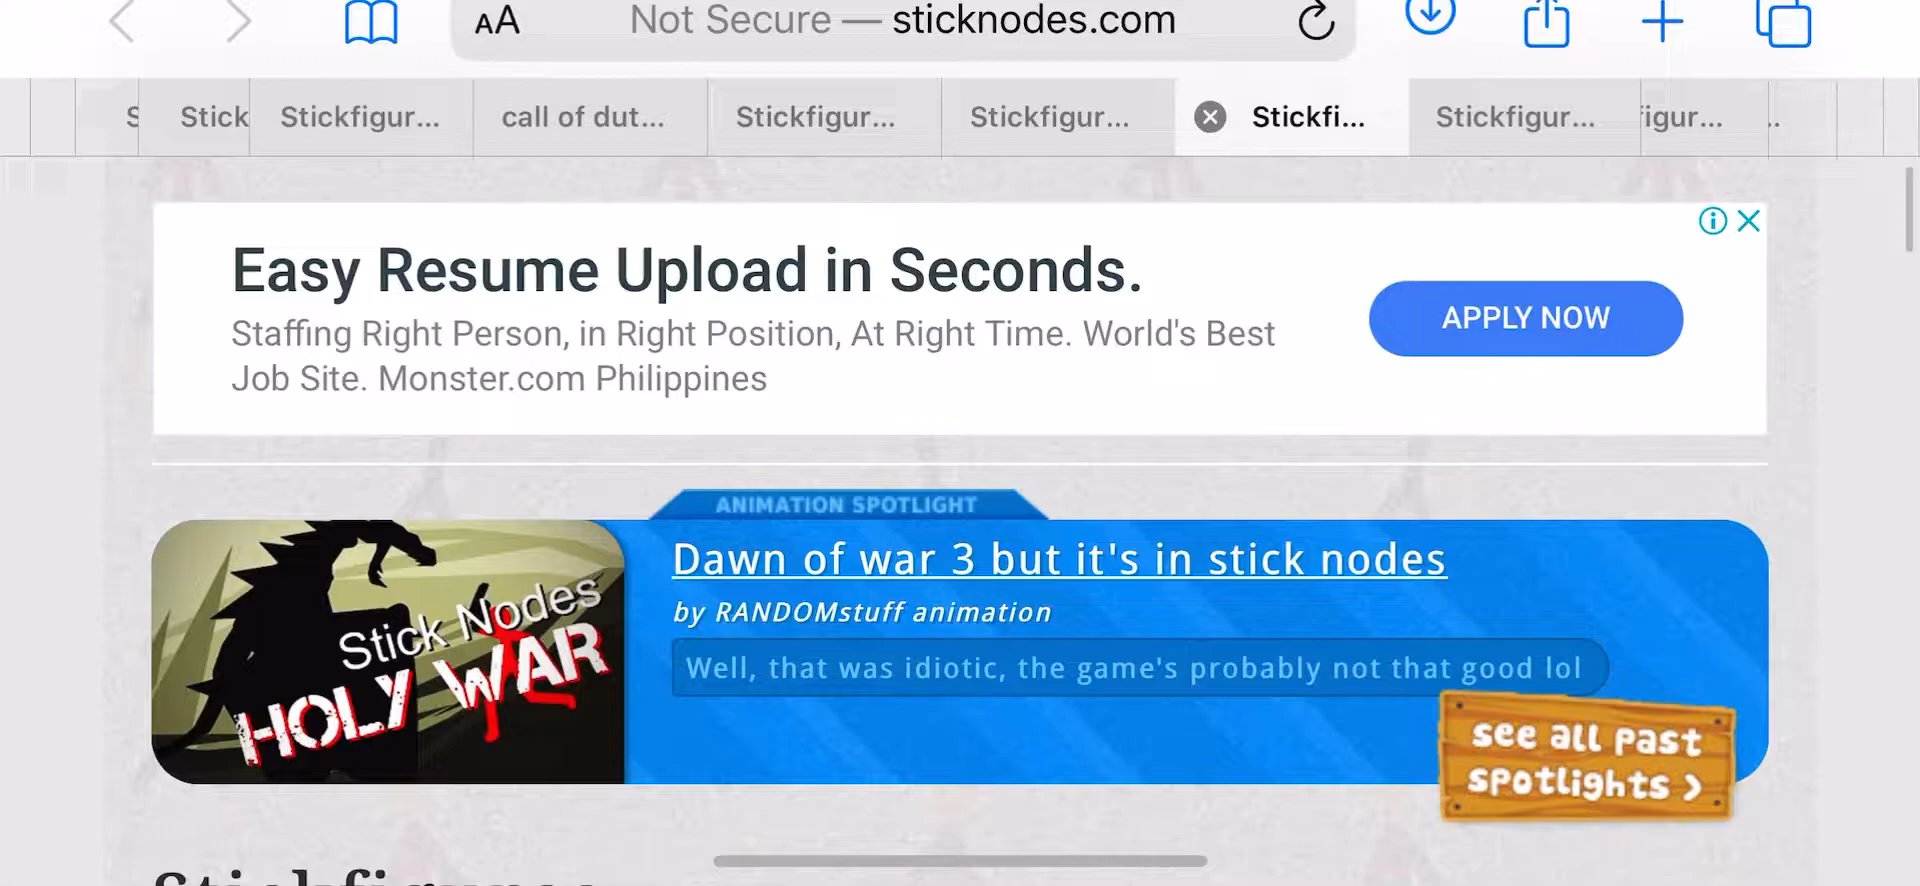 AA Not Secure — sticknodes.com
S Stick Stickfigur... call of dut... Stickfigur... Stickfigur... Stickfi... Stickfigur... figur... ..
Easy Resume Upload in Seconds.
Staffing Right Person, in Right Position, At Right Time. World's Best
Job Site. Monster.com Philippines
APPLY NOW
ANIMATION SPOTLIGHT
Stick Nodes
HOLY WAR
Dawn of war 3 but it's in stick nodes
by RANDOMstuff animation
Well, that was idiotic, the game's probably not that good lol
see all past
spotlights >
Stickfigures